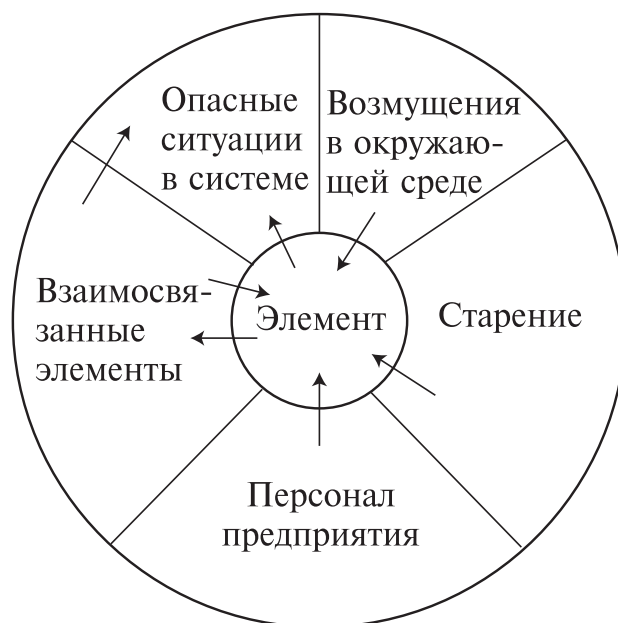 Опасные
ситуации
в системе
Возмущения
в окружаю-
щей среде
Взаимосвя-
занные
элементы
Элемент
Старение
Персонал
предприятия